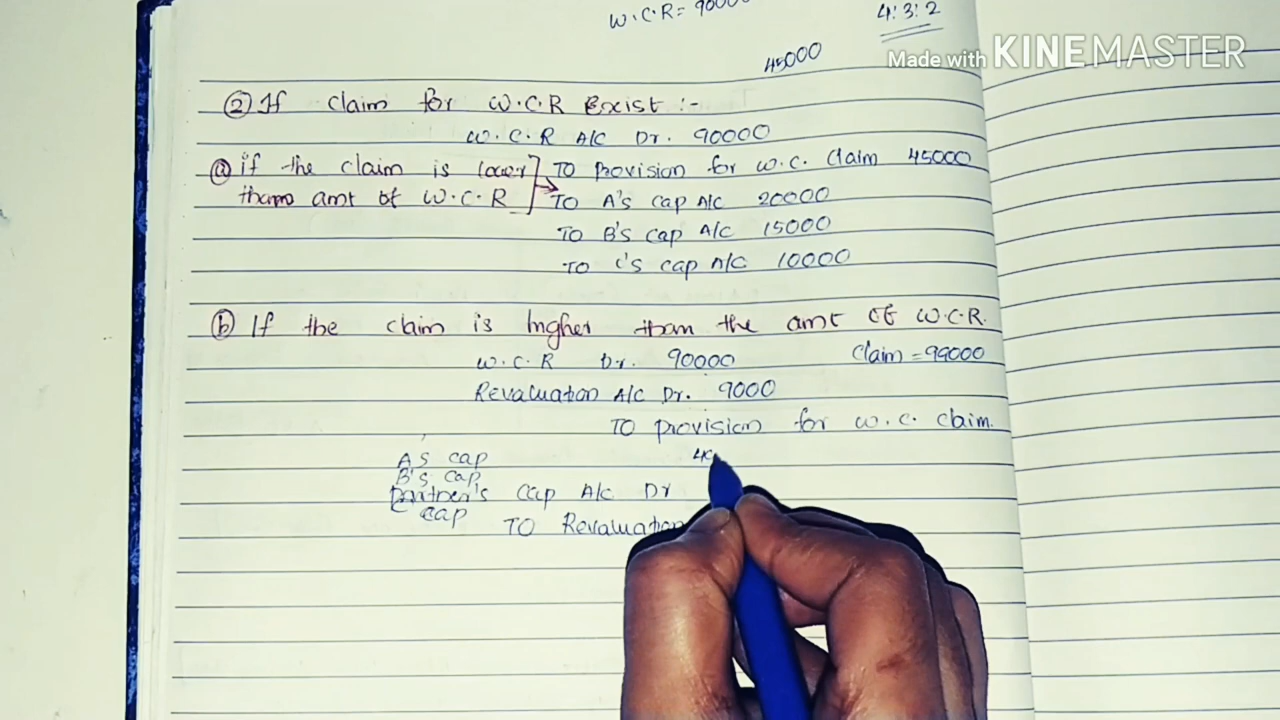 W.C.R = 90000
4:3:2
Made with KINEMASTER
45000
② If claim for W.C.R Exist :-
W.C.R A/C Dr. 90000
ⓐ if the claim is lower TO provision for W.C. Claim 45000
than amt of W.C.R TO A's cap A/C 20000
TO B's cap A/C 15000
TO C's cap A/C 10000
ⓑ If the claim is higher than the amt of W.C.R.
W.C.R Dr. 90000 Claim = 99000
Revaluation A/C Dr. 9000
TO provision for W.C. Claim.
A's cap
B's cap
Partner's cap A/C Dr
C cap TO Revaluation